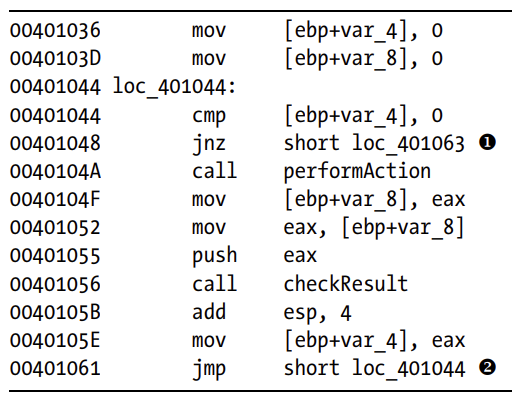 00401036 mov [ebp+var_4], 0
0040103D mov [ebp+var_8], 0
00401044 loc_401044:
00401044 cmp [ebp+var_4], 0
00401048 jnz short loc_401063 ❶
0040104A call performAction
0040104F mov [ebp+var_8], eax
00401052 mov eax, [ebp+var_8]
00401055 push eax
00401056 call checkResult
0040105B add esp, 4
0040105E mov [ebp+var_4], eax
00401061 jmp short loc_401044 ❷